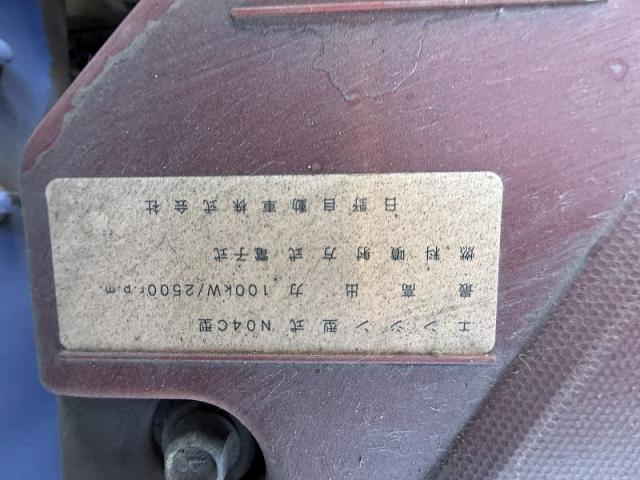 エンジン型式 N04C型
最高出力 100kW/2500r.p.m.
燃料噴射方式 電子式
日野自動車株式会社